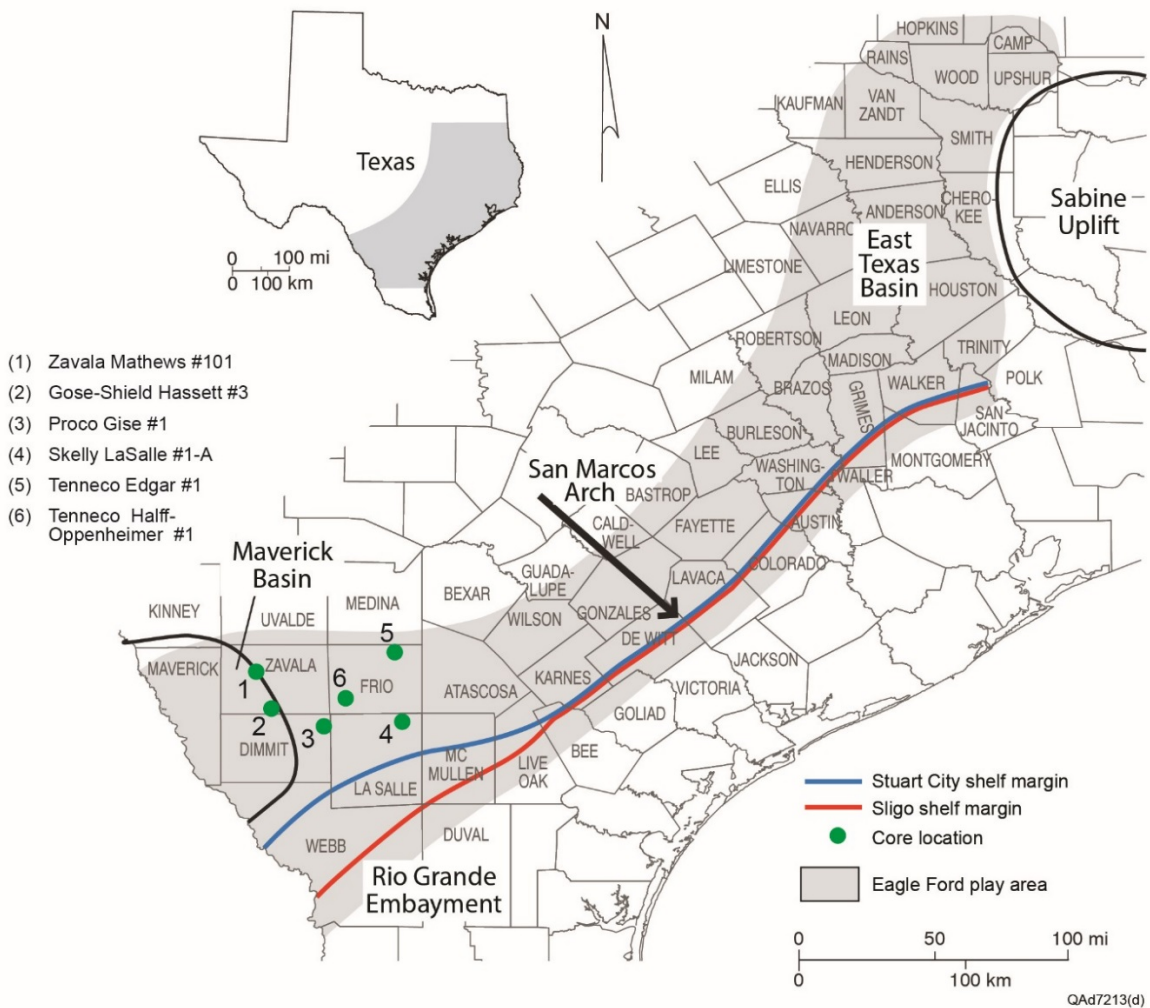 N
Texas
0 100 mi
0 100 km
(1) Zavala Mathews #101
(2) Gose-Shield Hassett #3
(3) Proco Gise #1
(4) Skelly LaSalle #1-A
(5) Tenneco Edgar #1
(6) Tenneco Halff-
Oppenheimer #1
HOPKINS
CAMP
RAINS
WOOD
UPSHUR
KAUFMAN
VAN
ZANDT
SMITH
HENDERSON
ELLIS
CHERO-
KEE
ANDERSON
NAVARRO
Sabine
Uplift
East
Texas
Basin
LIMESTONE
HOUSTON
LEON
ROBERTSON
TRINITY
MADISON
MILAM
BRAZOS
WALKER
POLK
GRIMES
SAN
JACINTO
BURLESON
LEE
MONTGOMERY
WASHING-
TON
WALLER
San Marcos
Arch
BASTROP
FAYETTE
AUSTIN
CALD-
WELL
COLORADO
Maverick
Basin
BEXAR
GUADA-
LUPE
LAVACA
KINNEY
UVALDE
MEDINA
WILSON
GONZALES
DE WITT
5
MAVERICK
ZAVALA
1
6
FRIO
ATASCOSA
KARNES
JACKSON
VICTORIA
2
3
4
GOLIAD
DIMMIT
LA SALLE
MC
MULLEN
LIVE
OAK
BEE
WEBB
DUVAL
Rio Grande
Embayment
Stuart City shelf margin
Sligo shelf margin
Core location
Eagle Ford play area
0 50 100 mi
0 100 km
QAd7213(d)